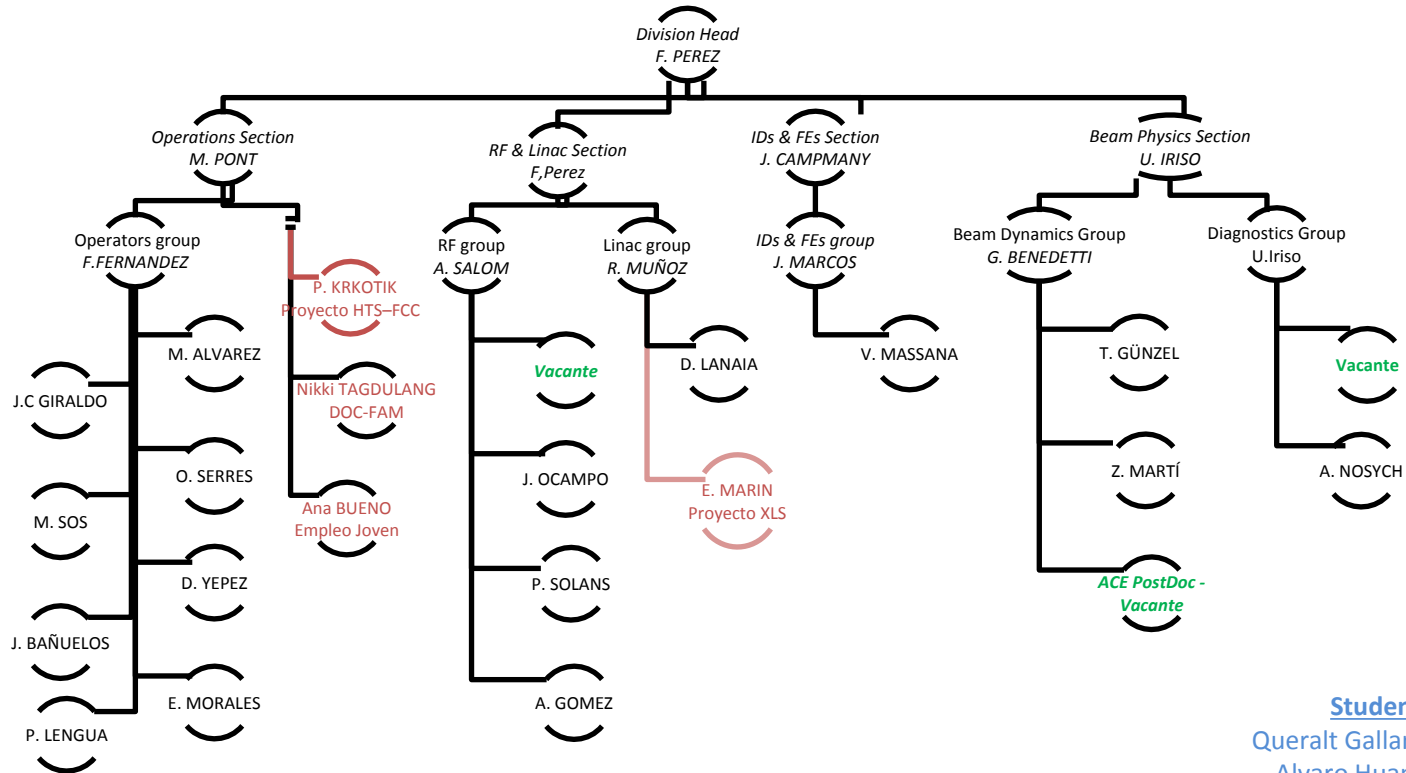 Division Head
F. PEREZ
Operations Section
M. PONT
RF & Linac Section
F,Perez
IDs & FEs Section
J. CAMPMANY
Beam Physics Section
U. IRISO
Operators group
F.FERNANDEZ
RF group
A. SALOM
Linac group
R. MUÑOZ
IDs & FEs group
J. MARCOS
Beam Dynamics Group
G. BENEDETTI
Diagnostics Group
U.Iriso
P. KRKOTIK
Proyecto HTS–FCC
M. ALVAREZ
J.C GIRALDO
Nikki TAGDULANG
DOC-FAM
Vacante
D. LANAIA
V. MASSANA
T. GÜNZEL
Vacante
O. SERRES
M. SOS
Ana BUENO
Empleo Joven
J. OCAMPO
E. MARIN
Proyecto XLS
Z. MARTÍ
A. NOSYCH
D. YEPEZ
J. BAÑUELOS
P. SOLANS
ACE PostDoc -
Vacante
E. MORALES
P. LENGUA
A. GOMEZ
Queralt
Alvaro